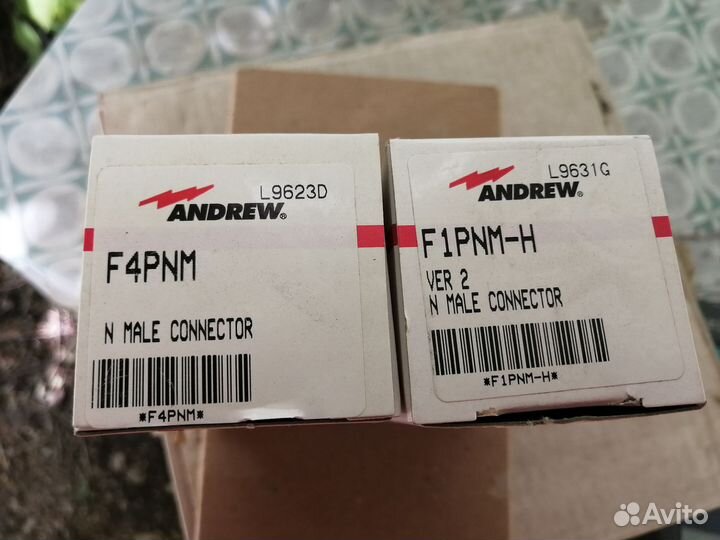 L9623D
ANDREW®
F4PNM
N MALE CONNECTOR
*F4PNM*
L9631G
ANDREW®
F1PNM-H
VER 2
N MALE CONNECTOR
*F1PNM-H*
Avito